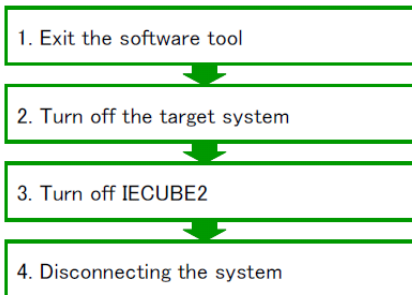 1. Exit the software tool
2. Turn off the target system
3. Turn off IECUBE2
4. Disconnecting the system